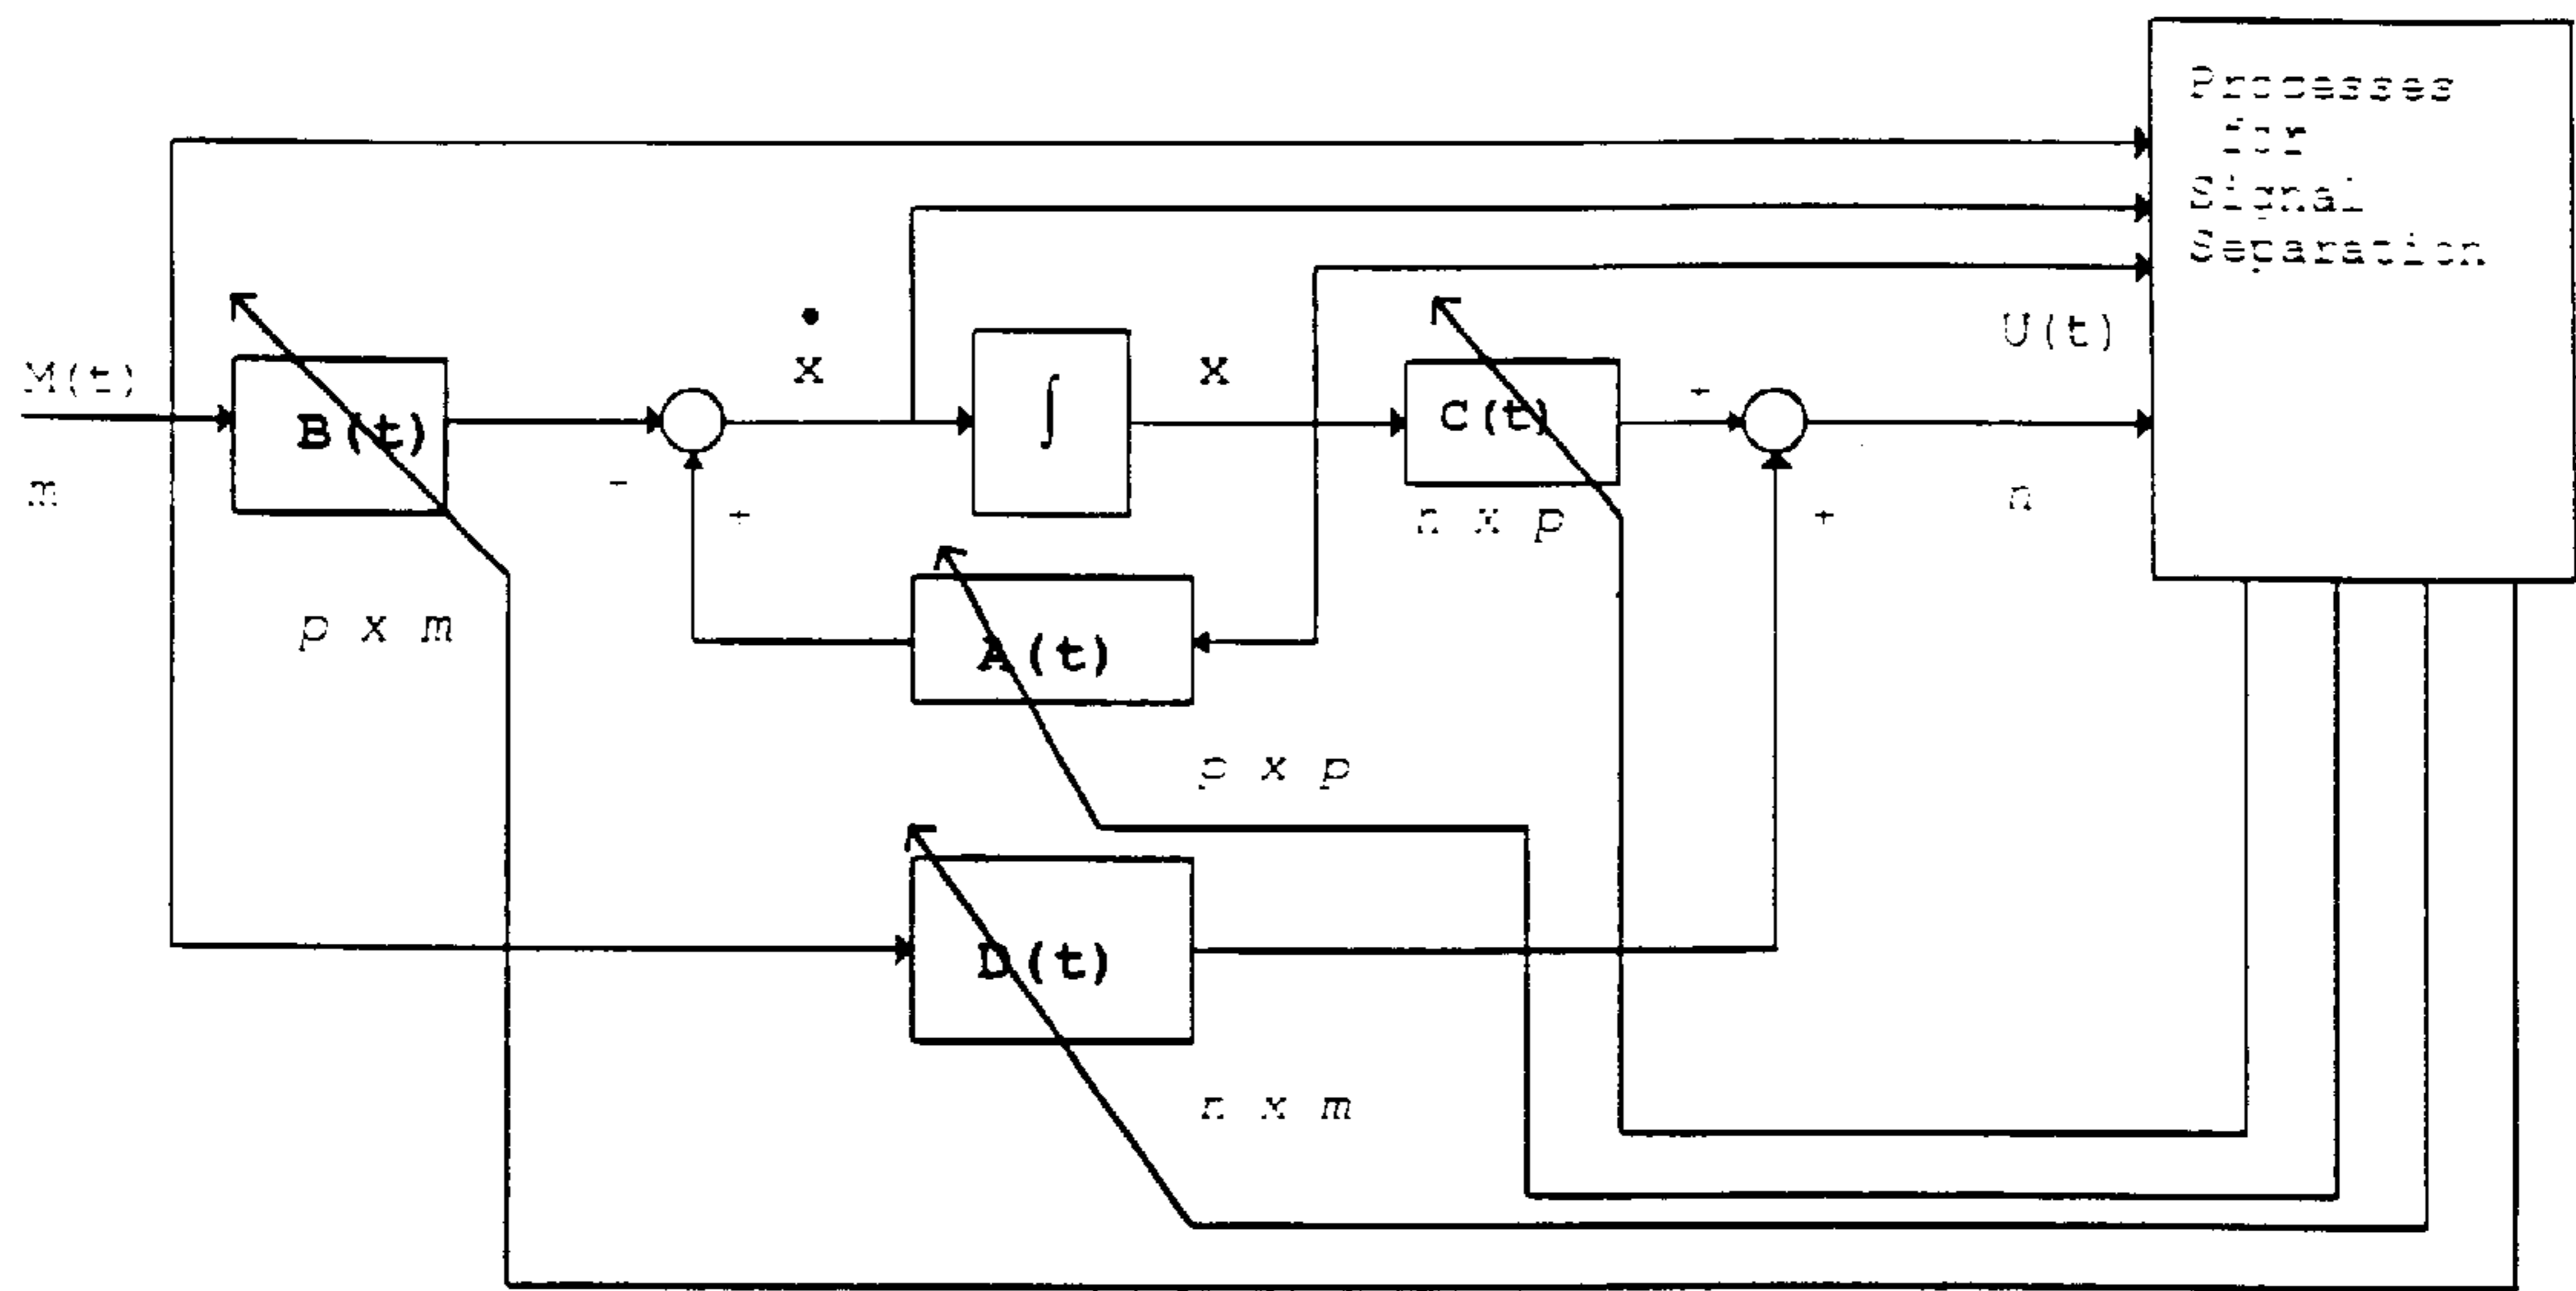 Processes
for
Signal
Separation
U(t)
M(t)
B(t)
ẋ
∫
x
C(t)
+
m
-
+
n x p
n
+
p x m
A(t)
p x p
D(t)
n x m